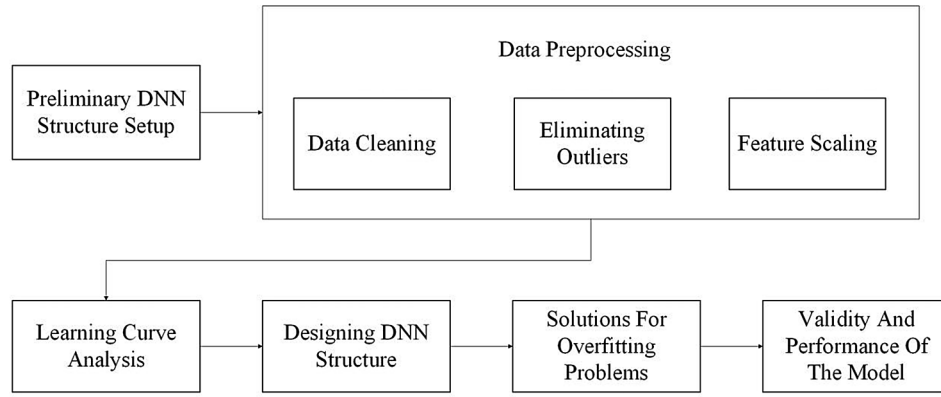 Preliminary DNN
Structure Setup
Data Preprocessing
Data Cleaning
Eliminating
Outliers
Feature Scaling
Learning Curve
Analysis
Designing DNN
Structure
Solutions For
Overfitting
Problems
Validity And
Performance Of
The Model